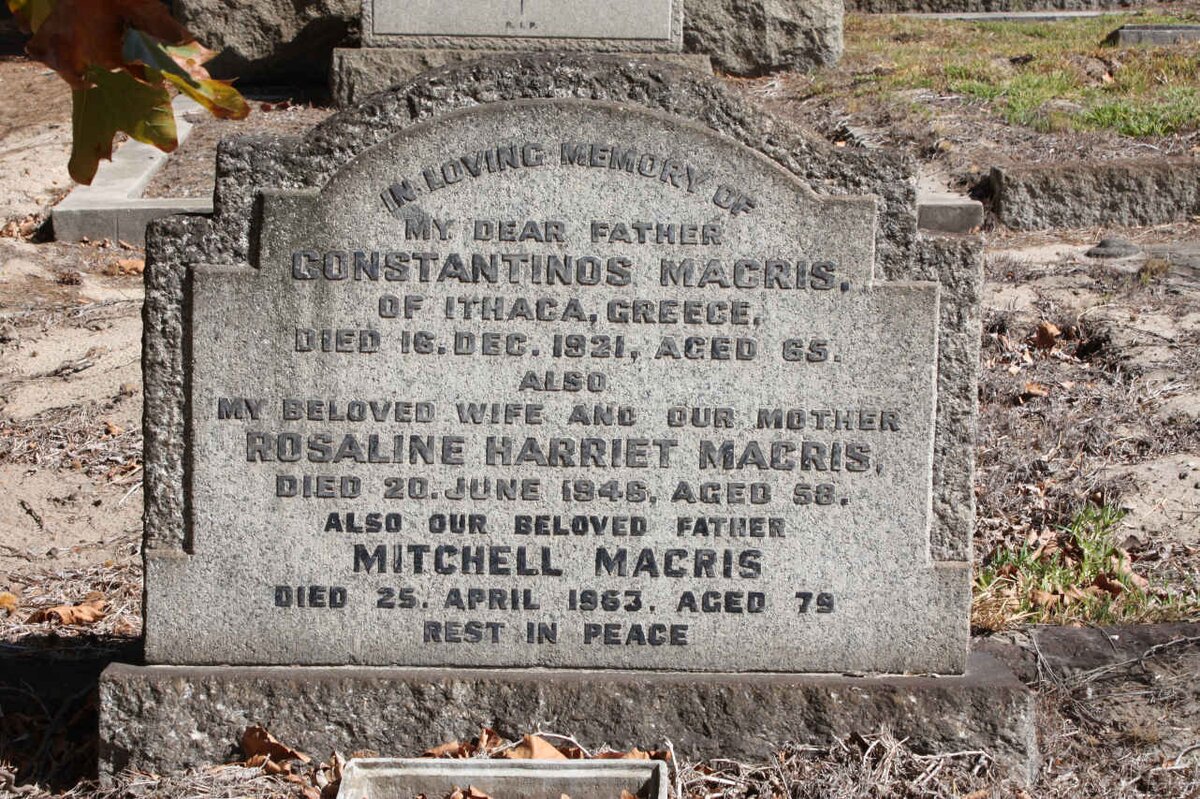 R.I.P.
IN LOVING MEMORY OF
MY DEAR FATHER
CONSTANTINOS MACRIS,
OF ITHACA, GREECE,
DIED 16. DEC. 1921, AGED 65.
ALSO
MY BELOVED WIFE AND OUR MOTHER
ROSALINE HARRIET MACRIS,
DIED 20. JUNE 1946, AGED 58.
ALSO OUR BELOVED FATHER
MITCHELL MACRIS
DIED 25. APRIL 1963. AGED 79
REST IN PEACE